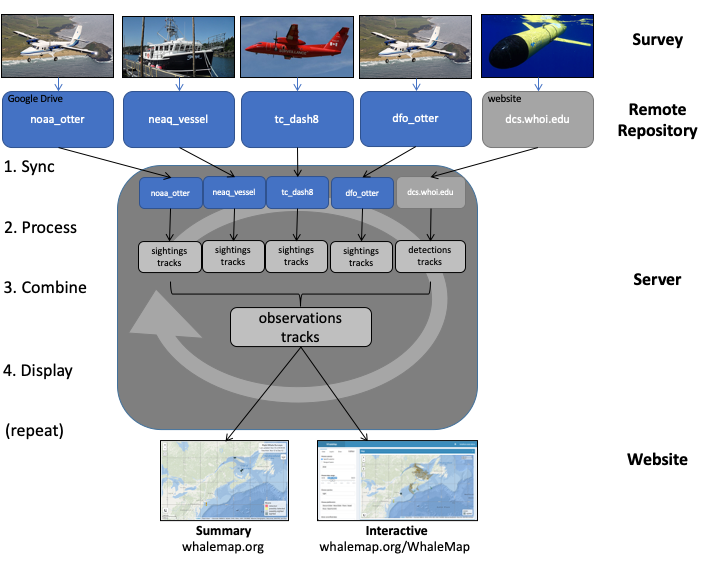 Survey
Google Drive
website
noaa_otter
neaq_vessel
tc_dash8
dfo_otter
dcs.whoi.edu
Remote
Repository
1. Sync
noaa_otter
neaq_vessel
tc_dash8
dfo_otter
dcs.whoi.edu
2. Process
sightings
tracks
sightings
tracks
sightings
tracks
sightings
tracks
detections
tracks
Server
3. Combine
observations
tracks
4. Display
(repeat)
Website
Summary
whalemap.org
Interactive
whalemap.org/WhaleMap